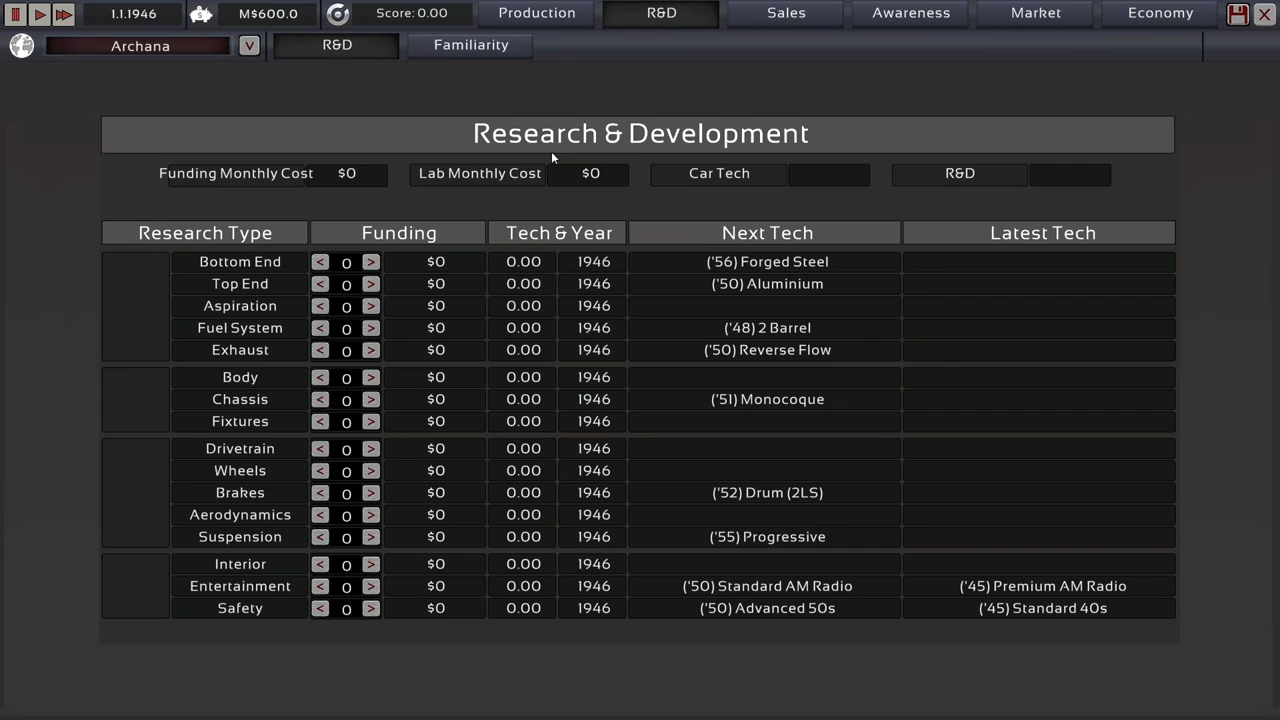 1.1.1946 M$600.0 Score: 0.00 Production R&D Sales Awareness Market Economy
Archana V R&D Familiarity
Research & Development
Funding Monthly Cost $0 Lab Monthly Cost $0 Car Tech R&D
Research Type Funding Tech & Year Next Tech Latest Tech
Bottom End < 0 > $0 0.00 1946 ('56) Forged Steel
Top End < 0 > $0 0.00 1946 ('50) Aluminium
Aspiration < 0 > $0 0.00 1946
Fuel System < 0 > $0 0.00 1946 ('48) 2 Barrel
Exhaust < 0 > $0 0.00 1946 ('50) Reverse Flow
Body < 0 > $0 0.00 1946
Chassis < 0 > $0 0.00 1946 ('51) Monocoque
Fixtures < 0 > $0 0.00 1946
Drivetrain < 0 > $0 0.00 1946
Wheels < 0 > $0 0.00 1946
Brakes < 0 > $0 0.00 1946 ('52) Drum (2LS)
Aerodynamics < 0 > $0 0.00 1946
Suspension < 0 > $0 0.00 1946 ('55) Progressive
Interior < 0 > $0 0.00 1946
Entertainment < 0 > $0 0.00 1946 ('50) Standard AM Radio ('45) Premium AM Radio
Safety < 0 > $0 0.00 1946 ('50) Advanced 50s ('45) Standard 40s